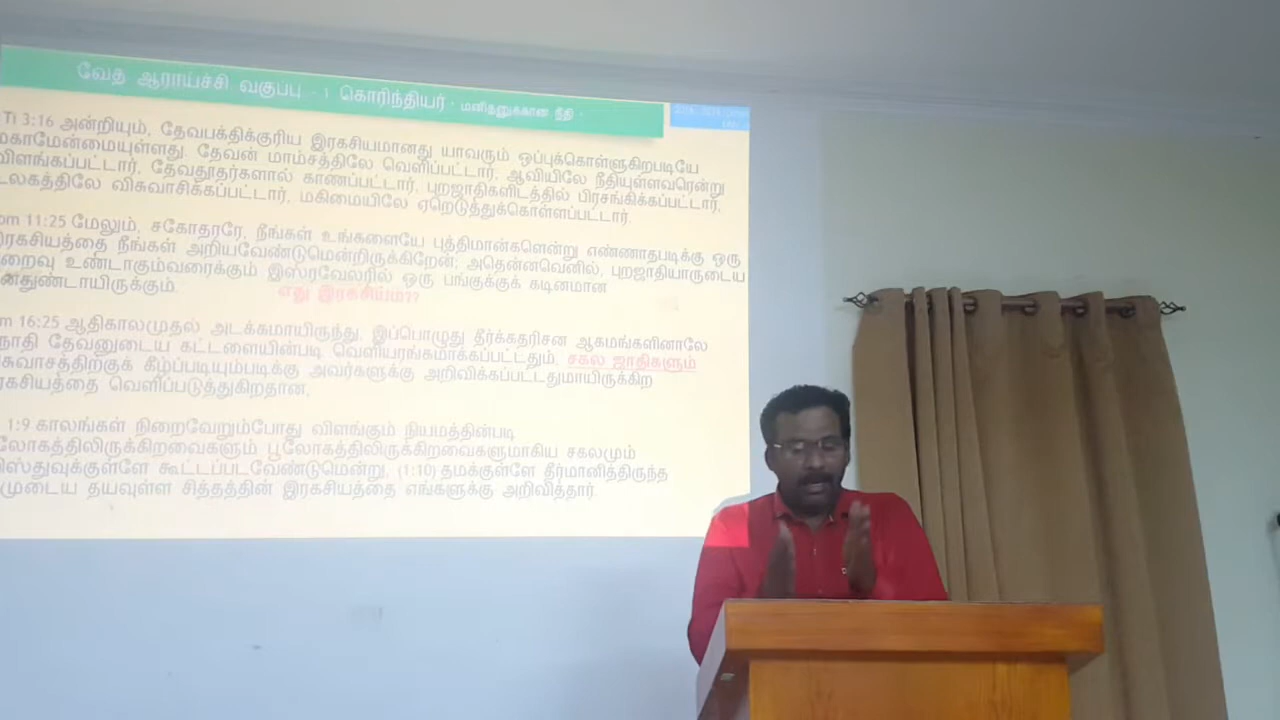 வேத ஆராய்ச்சி வகுப்பு - 1 கொரிந்தியர் - மனிதனுக்கான நீதி -
Ti 3:16 அன்றியும், தேவபக்திக்குரிய இரகசியமானது யாவரும் ஒப்புக்கொள்ளுகிறபடியே
மகாமேன்மையுள்ளது. தேவன் மாம்சத்திலே வெளிப்பட்டார், ஆவியிலே நீதியுள்ளவரென்று
விளங்கப்பட்டார், தேவதூதர்களால் காணப்பட்டார், புறஜாதிகளிடத்தில் பிரசங்கிக்கப்பட்டார்,
உலகத்திலே விசுவாசிக்கப்பட்டார், மகிமையிலே ஏறெடுத்துக்கொள்ளப்பட்டார்.
om 11:25 மேலும், சகோதரரே, நீங்கள் உங்களையே புத்திமான்களென்று எண்ணாதபடிக்கு ஒரு
இரகசியத்தை நீங்கள் அறியவேண்டுமென்றிருக்கிறேன்; அதென்னவெனில், புறஜாதியாருடைய
றைவு உண்டாகும்வரைக்கும் இஸ்ரவேலரில் ஒரு பங்குக்குக் கடினமான
னதுண்டாயிருக்கும்.
எது இரகசியம்??
m 16:25 ஆதிகாலமுதல் அடக்கமாயிருந்து, இப்பொழுது தீர்க்கதரிசன ஆகமங்களினாலே
நாதி தேவனுடைய கட்டளையின்படி வெளியரங்கமாக்கப்பட்டதும், சகல ஜாதிகளும்
சுவாசத்திற்குக் கீழ்ப்படியும்படிக்கு அவர்களுக்கு அறிவிக்கப்பட்டதுமாயிருக்கிற
ரகசியத்தை வெளிப்படுத்துகிறதான,
1:9 காலங்கள் நிறைவேறும்போது விளங்கும் நியமத்தின்படி
லோகத்திலிருக்கிறவைகளும் பூலோகத்திலிருக்கிறவைகளுமாகிய சகலமும்
ிஸ்துவுக்குள்ளே கூட்டப்படவேண்டுமென்று, (1:10) தமக்குள்ளே தீர்மானித்திருந்த
முடைய தயவுள்ள சித்தத்தின் இரகசியத்தை எங்களுக்கு அறிவித்தார்.